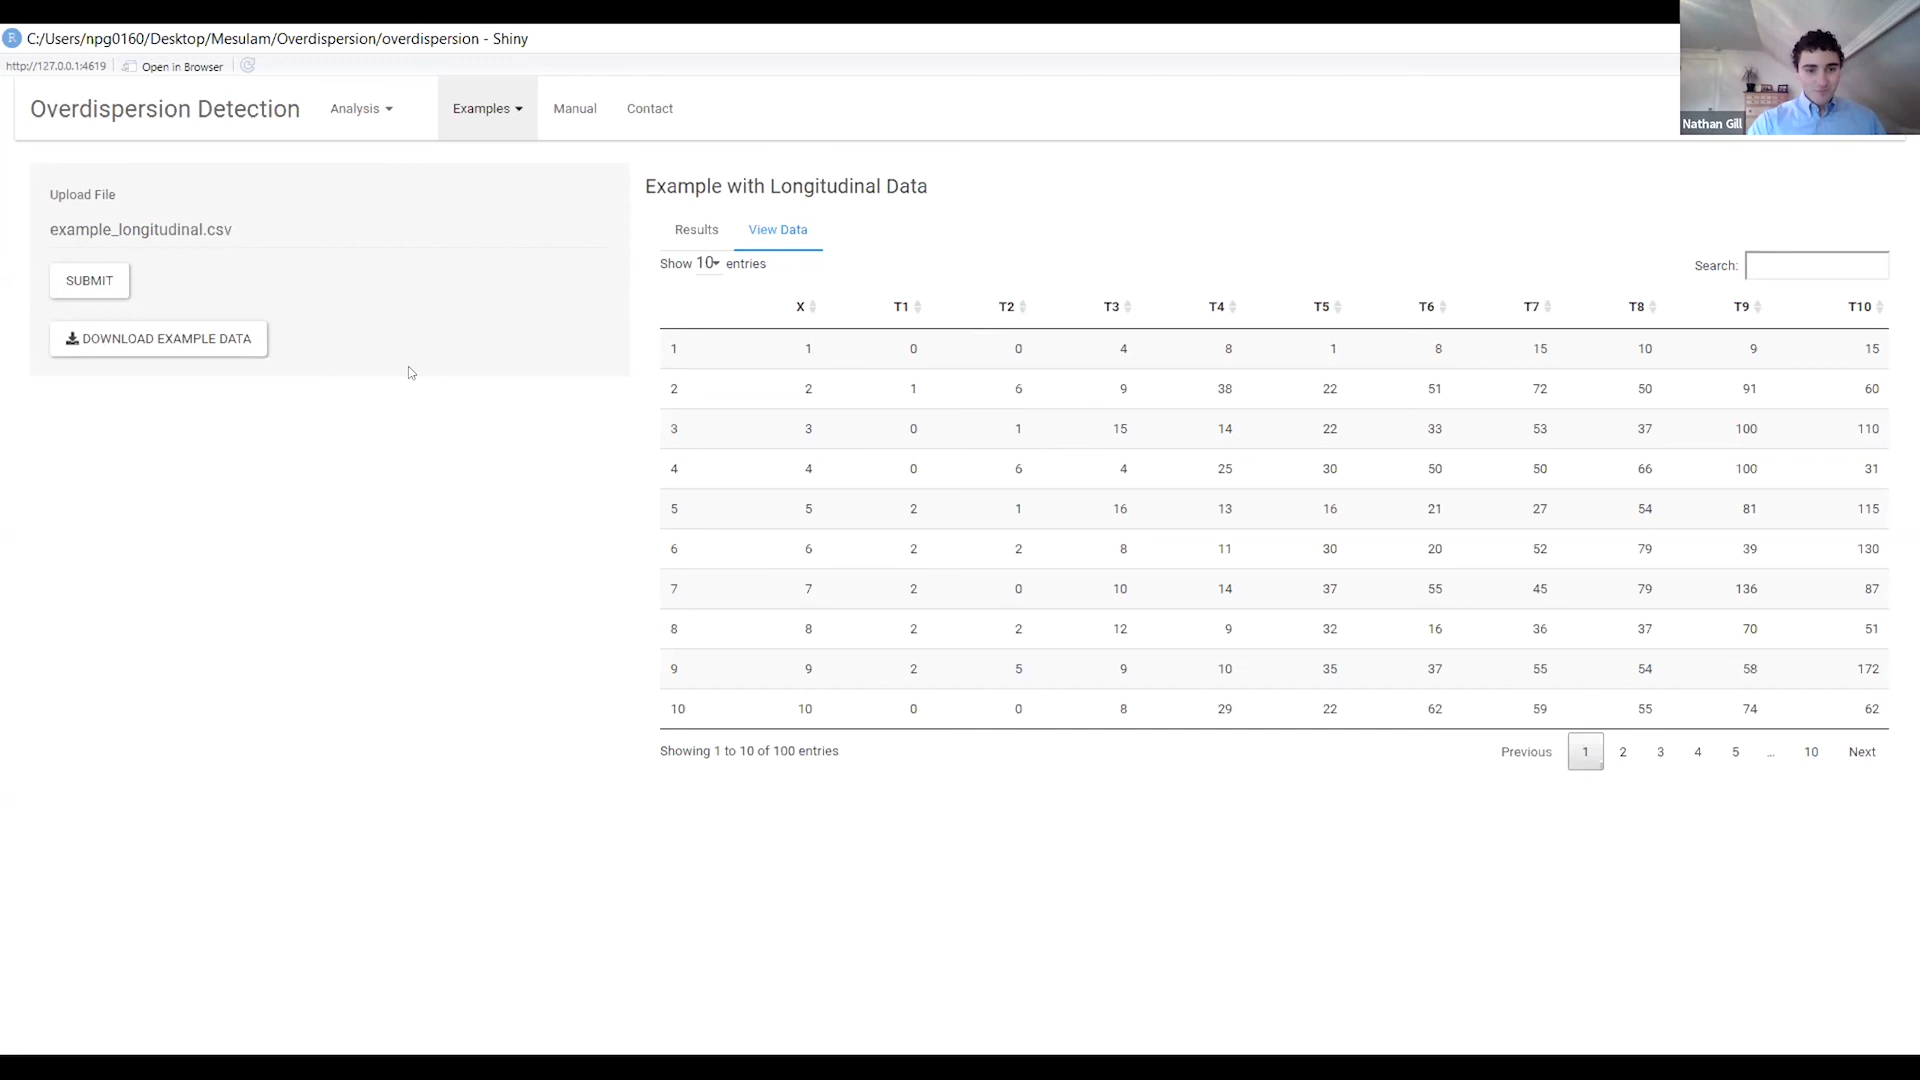 C:/Users/npg0160/Desktop/Mesulam/Overdispersion/overdispersion - Shiny
http://127.0.0.1:4619 Open in Browser
Overdispersion Detection Analysis Examples Manual Contact
Nathan Gill
Upload File
example_longitudinal.csv
SUBMIT
DOWNLOAD EXAMPLE DATA
Example with Longitudinal Data
Results View Data
Show 10 entries Search:
X T1 T2 T3 T4 T5 T6 T7 T8 T9 T10
1 1 0 0 4 8 1 8 15 10 9 15
2 2 1 6 9 38 22 51 72 50 91 60
3 3 0 1 15 14 22 33 53 37 100 110
4 4 0 6 4 25 30 50 50 66 100 31
5 5 2 1 16 13 16 21 27 54 81 115
6 6 2 2 8 11 30 20 52 79 39 130
7 7 2 0 10 14 37 55 45 79 136 87
8 8 2 2 12 9 32 16 36 37 70 51
9 9 2 5 9 10 35 37 55 54 58 172
10 10 0 0 8 29 22 62 59 55 74 62
Showing 1 to 10 of 100 entries Previous 1 2 3 4 5 ... 10 Next